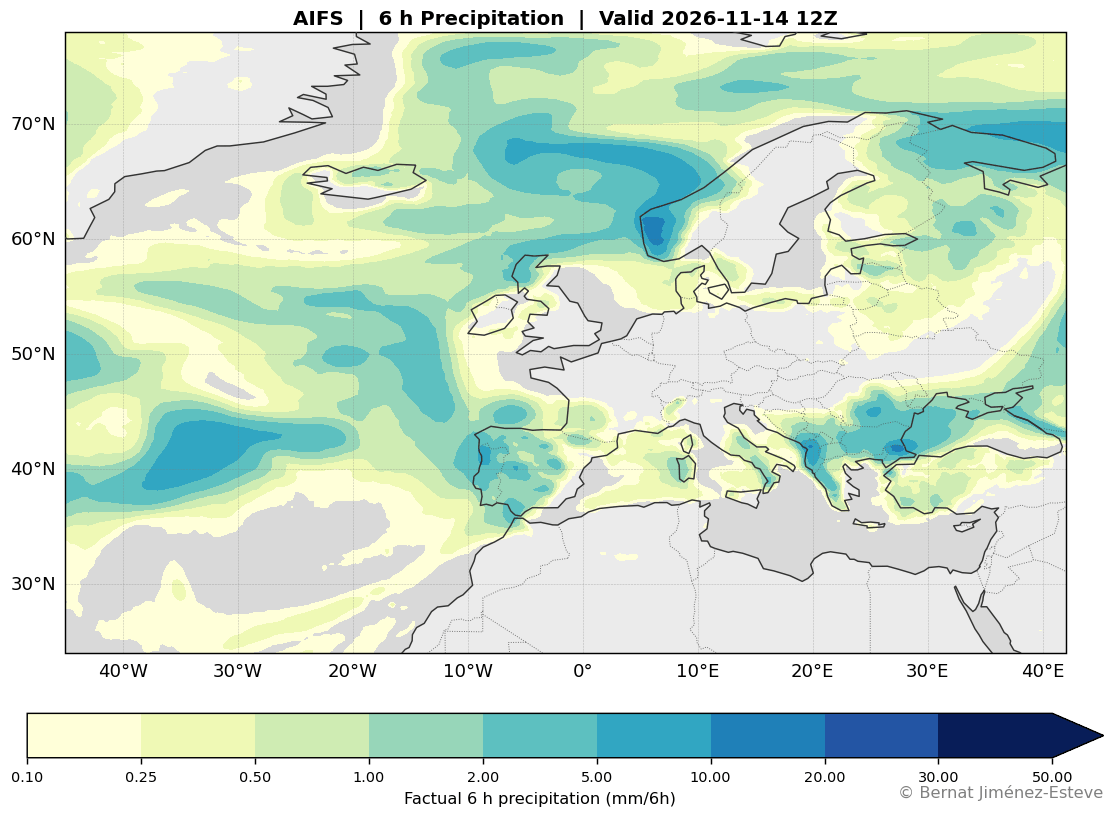 AIFS | 6 h Precipitation | Valid 2026-11-14 12Z
70°N
60°N
50°N
40°N
30°N
40°W 30°W 20°W 10°W 0° 10°E 20°E 30°E 40°E
0.10 0.25 0.50 1.00 2.00 5.00 10.00 20.00 30.00 50.00
Factual 6 h precipitation (mm/6h)
© Bernat Jiménez-Esteve